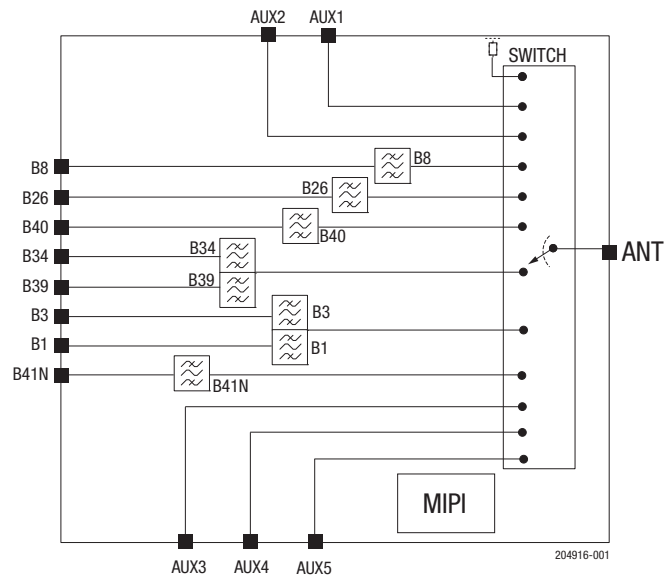 AUX2
AUX1
SWITCH
B8
B8
B26
B26
B40
B40
B34
B34
B39
B39
ANT
B3
B3
B1
B1
B41N
B41N
MIPI
AUX3
AUX4
AUX5
204916-001